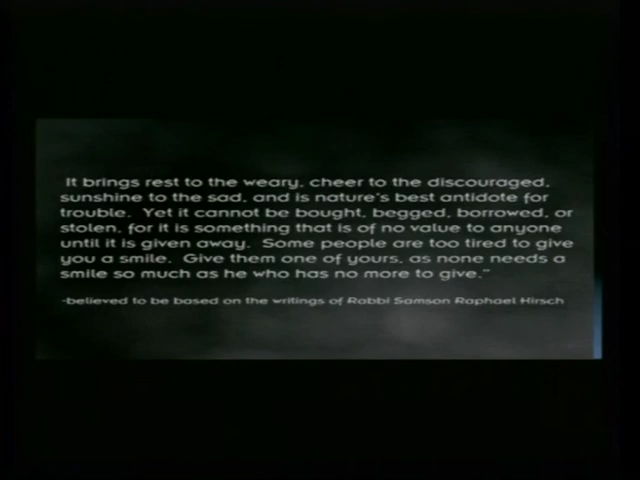 It brings rest to the weary, cheer to the discouraged,
sunshine to the sad, and is nature's best antidote for
trouble. Yet it cannot be bought, begged, borrowed, or
stolen, for it is something that is of no value to anyone
until it is given away. Some people are too tired to give
you a smile. Give them one of yours, as none needs a
smile so much as he who has no more to give."
-believed to be based on the writings of Rabbi Samson Raphael Hirsch